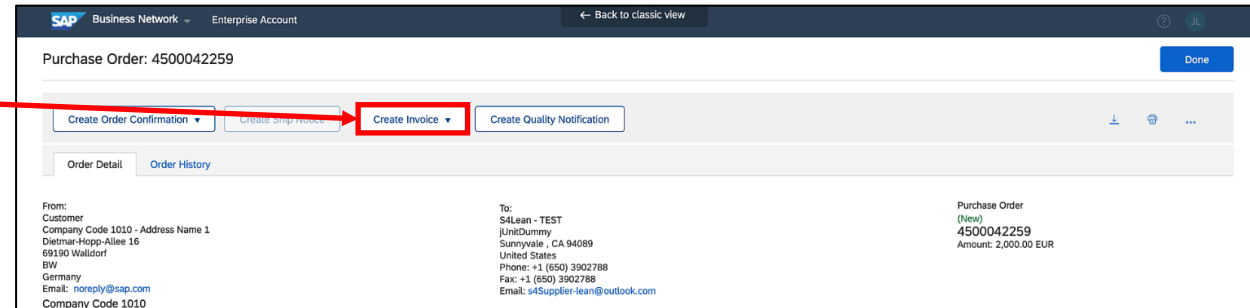 SAP Business Network Enterprise Account ← Back to classic view ? JL
Purchase Order: 4500042259 Done
Create Order Confirmation ▼ Create Ship Notice Create Invoice ▼ Create Quality Notification ...
Order Detail Order History
From:
Customer
Company Code 1010 - Address Name 1
Dietmar-Hopp-Allee 16
69190 Walldorf
BW
Germany
Email: noreply@sap.com
Company Code 1010
To:
S4Lean - TEST
jUnitDummy
Sunnyvale , CA 94089
United States
Phone: +1 (650) 3902788
Fax: +1 (650) 3902788
Email: s4Supplier-lean@outlook.com
Purchase Order
(New)
4500042259
Amount: 2,000.00 EUR